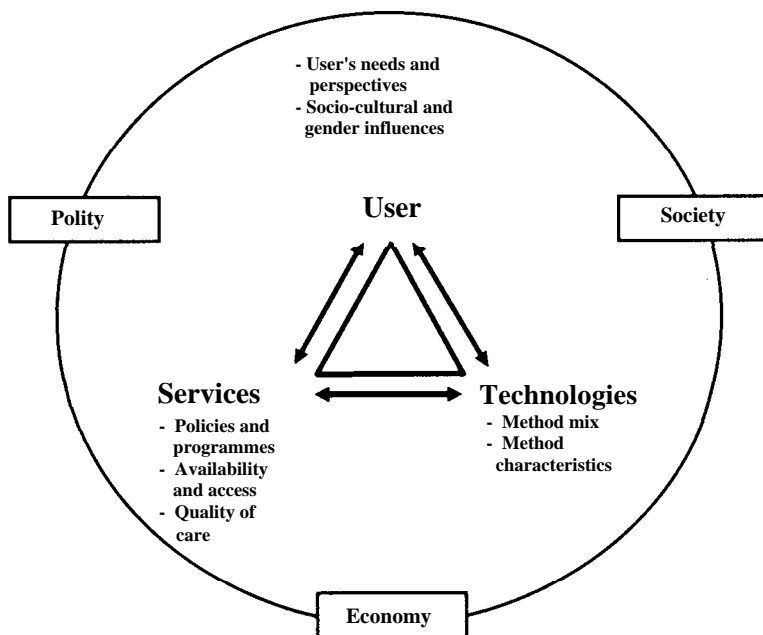 - User's needs and
perspectives
- Socio-cultural and
gender influences
Polity
Society
User
Services
- Policies and
programmes
- Availability
and access
- Quality of
care
Technologies
- Method mix
- Method
characteristics
Economy